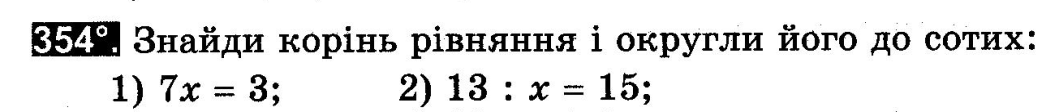 354°. Знайди корінь рівняння і округли його до сотих:
1) 7x = 3; 2) 13 : x = 15;